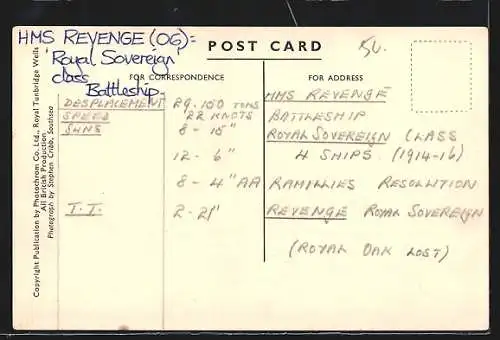 HMS REVENGE (06):
'Royal Sovereign'
class
Battleship.
POST CARD
50.
FOR CORRESPONDENCE
FOR ADDRESS
DESPLACEMENT 29.150 TONS
SPEED 22 KNOTS
GUNS 8 - 15"
12 - 6"
8 - 4" AA
T.T. 2 - 21"
HMS REVENGE
BATTLESHIP
ROYAL SOVEREIGN CLASS
4 SHIPS (1914-16)
RAMILLIES RESOLUTION
REVENGE ROYAL SOVEREIGN
(ROYAL OAK LOST)
Copyright Publication by Photochrom Co. Ltd., Royal Tunbridge Wells
All British Production
Photograph by Stephen Cribb, Southsea